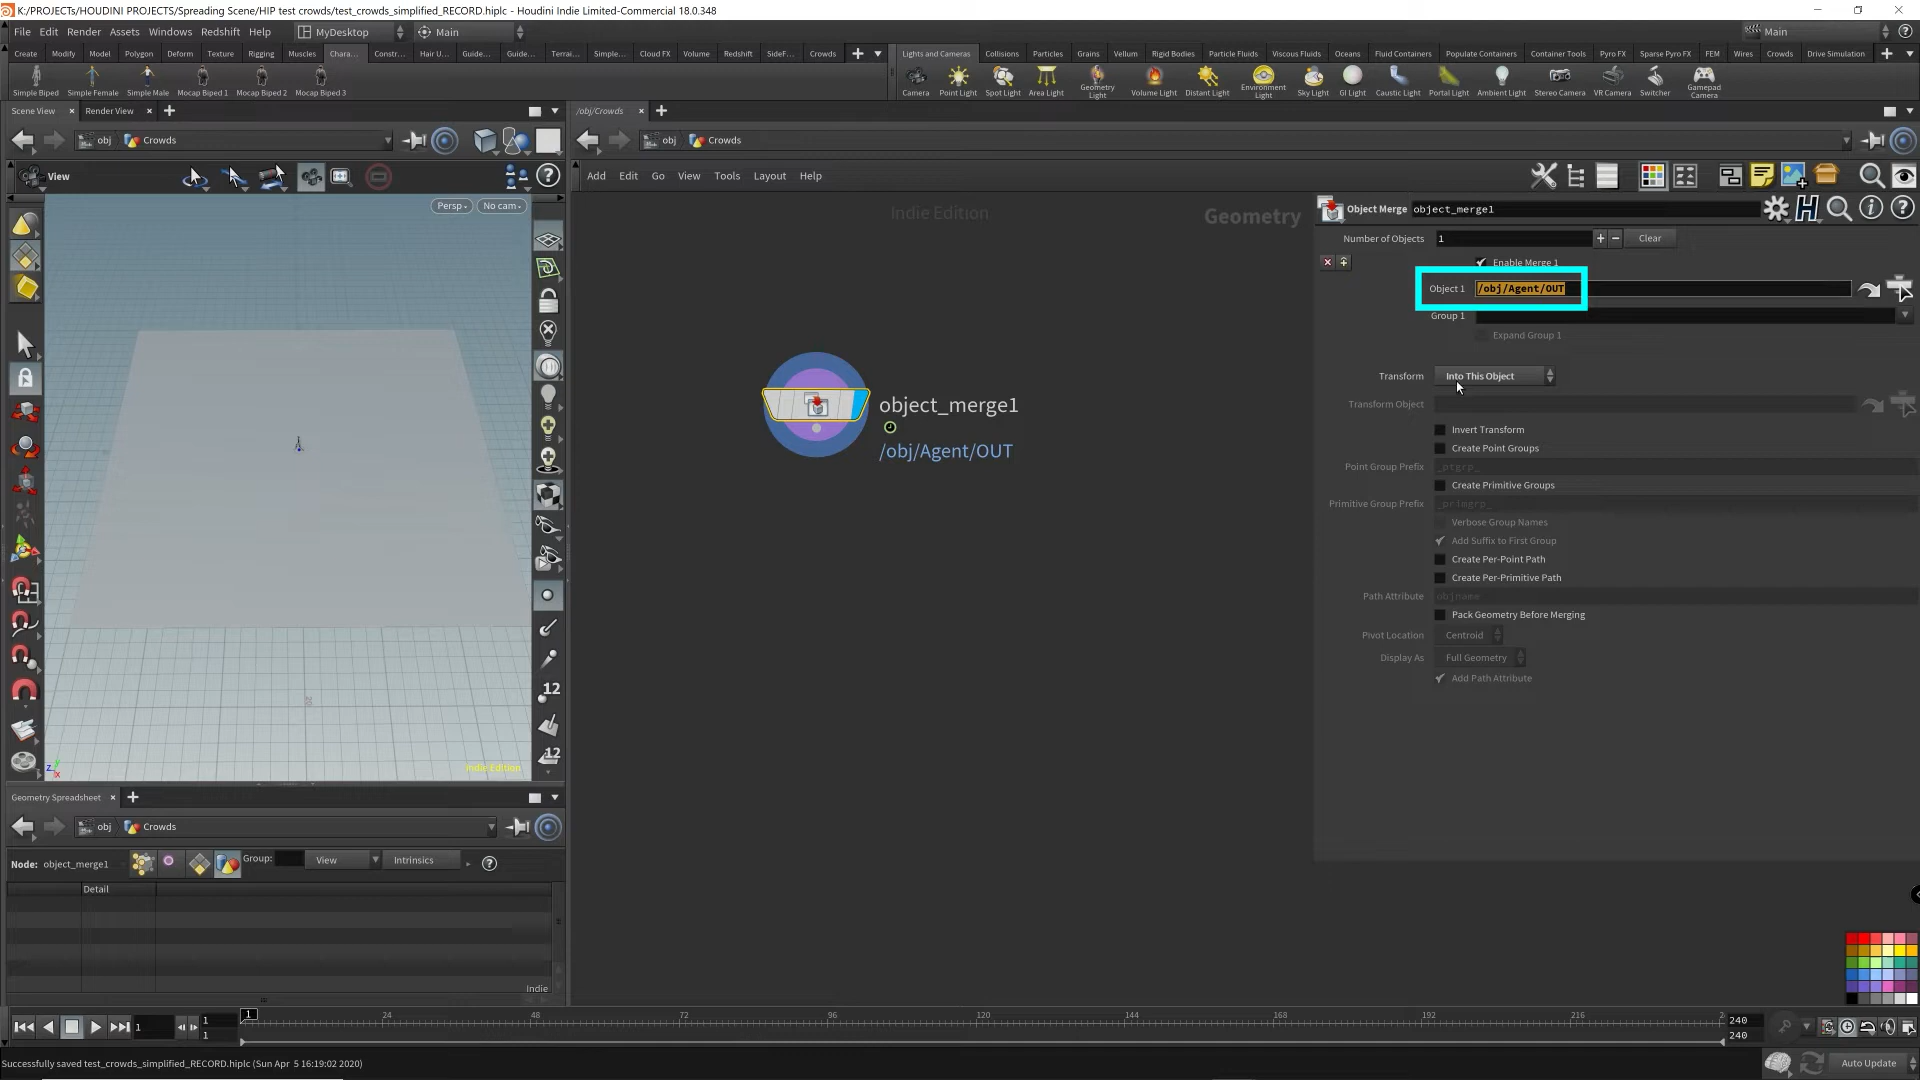 K:/PROJECTs/HOUDINI PROJECTS/Spreading Scene/HIP test crowds/test_crowds_simplified_RECORD.hiplc - Houdini Indie Limited-Commercial 18.0.348
File Edit Render Assets Windows Redshift Help MyDesktop Main Main
Create Modify Model Polygon Deform Texture Rigging Muscles Chara... Constr... Hair U... Guide... Guide... Terrai... Simple... Cloud FX Volume Redshift SideF... Crowds
Lights and Cameras Collisions Particles Grains Vellum Rigid Bodies Particle Fluids Viscous Fluids Oceans Fluid Containers Populate Containers Container Tools Pyro FX Sparse Pyro FX FEM Wires Crowds Drive Simulation
Simple Biped Simple Female Simple Male Mocap Biped 1 Mocap Biped 2 Mocap Biped 3
Camera Point Light Spot Light Area Light Geometry Light Volume Light Distant Light Environment Light Sky Light GI Light Caustic Light Portal Light Ambient Light Stereo Camera VR Camera Switcher Gamepad Camera
Scene View Render View
/obj/Crowds
obj Crowds
obj Crowds
View
Add Edit Go View Tools Layout Help
Persp No cam
Indie Edition
Geometry
Object Merge object_merge1
Number of Objects 1 Clear
Enable Merge 1
Object 1 /obj/Agent/OUT
Group 1
Expand Group 1
Transform Into This Object
Transform Object
Invert Transform
Create Point Groups
Point Group Prefix _ptgrp_
Create Primitive Groups
Primitive Group Prefix _primgrp_
Verbose Group Names
Add Suffix to First Group
Create Per-Point Path
Create Per-Primitive Path
Path Attribute objname
Pack Geometry Before Merging
Pivot Location Centroid
Display As Full Geometry
Add Path Attribute
object_merge1
/obj/Agent/OUT
12
12
Indie Edition
z y x
Geometry Spreadsheet
obj Crowds
Node: object_merge1 Group: View Intrinsics
Detail
Indie
1 1 1 1 24 48 72 96 120 144 168 192 216 2 240 240
Successfully saved test_crowds_simplified_RECORD.hiplc (Sun Apr 5 16:19:02 2020)
Auto Update